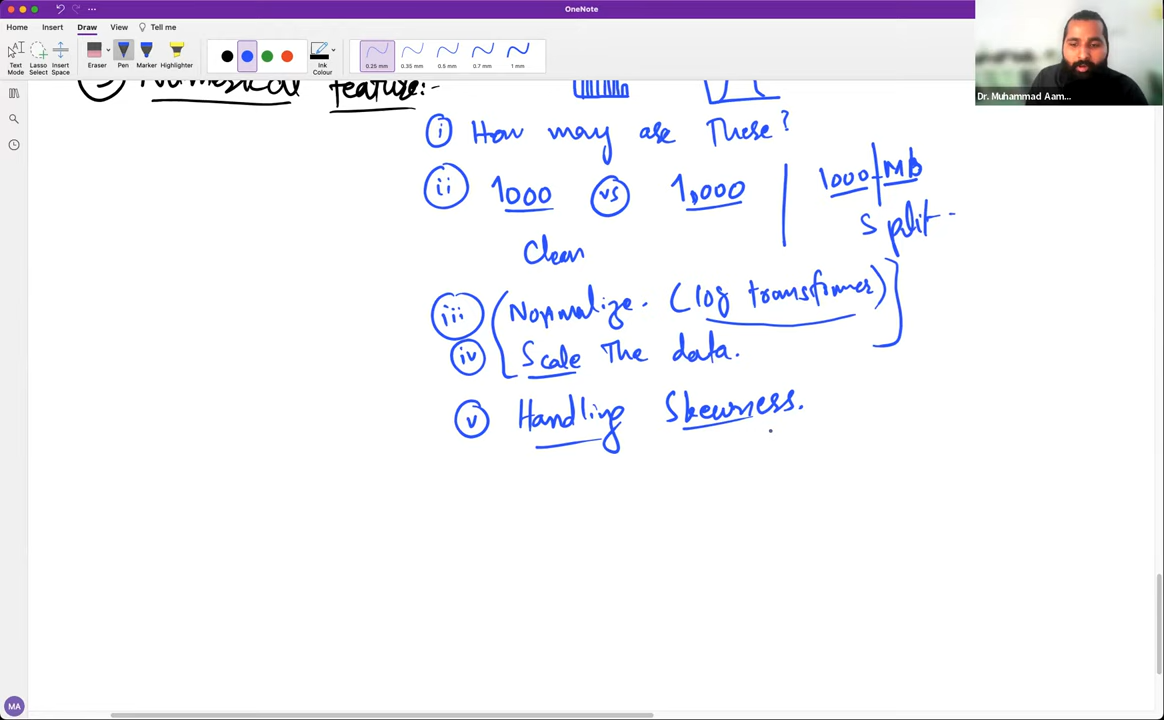 OneNote
Home Insert Draw View Tell me
Text Mode
Lasso Select
Insert Space
Eraser
Pen
Marker
Highlighter
Ink Colour
0.25 mm
0.35 mm
0.5 mm
0.7 mm
1 mm
Dr. Muhammad Aam...
Numerical feature:-
i How may are These?
ii 1000 vs 1,000 1000 MB
Split
Clean
iii Normalize. (log transfomer)
iv Scale The data.
v Handling Skewness.
MA